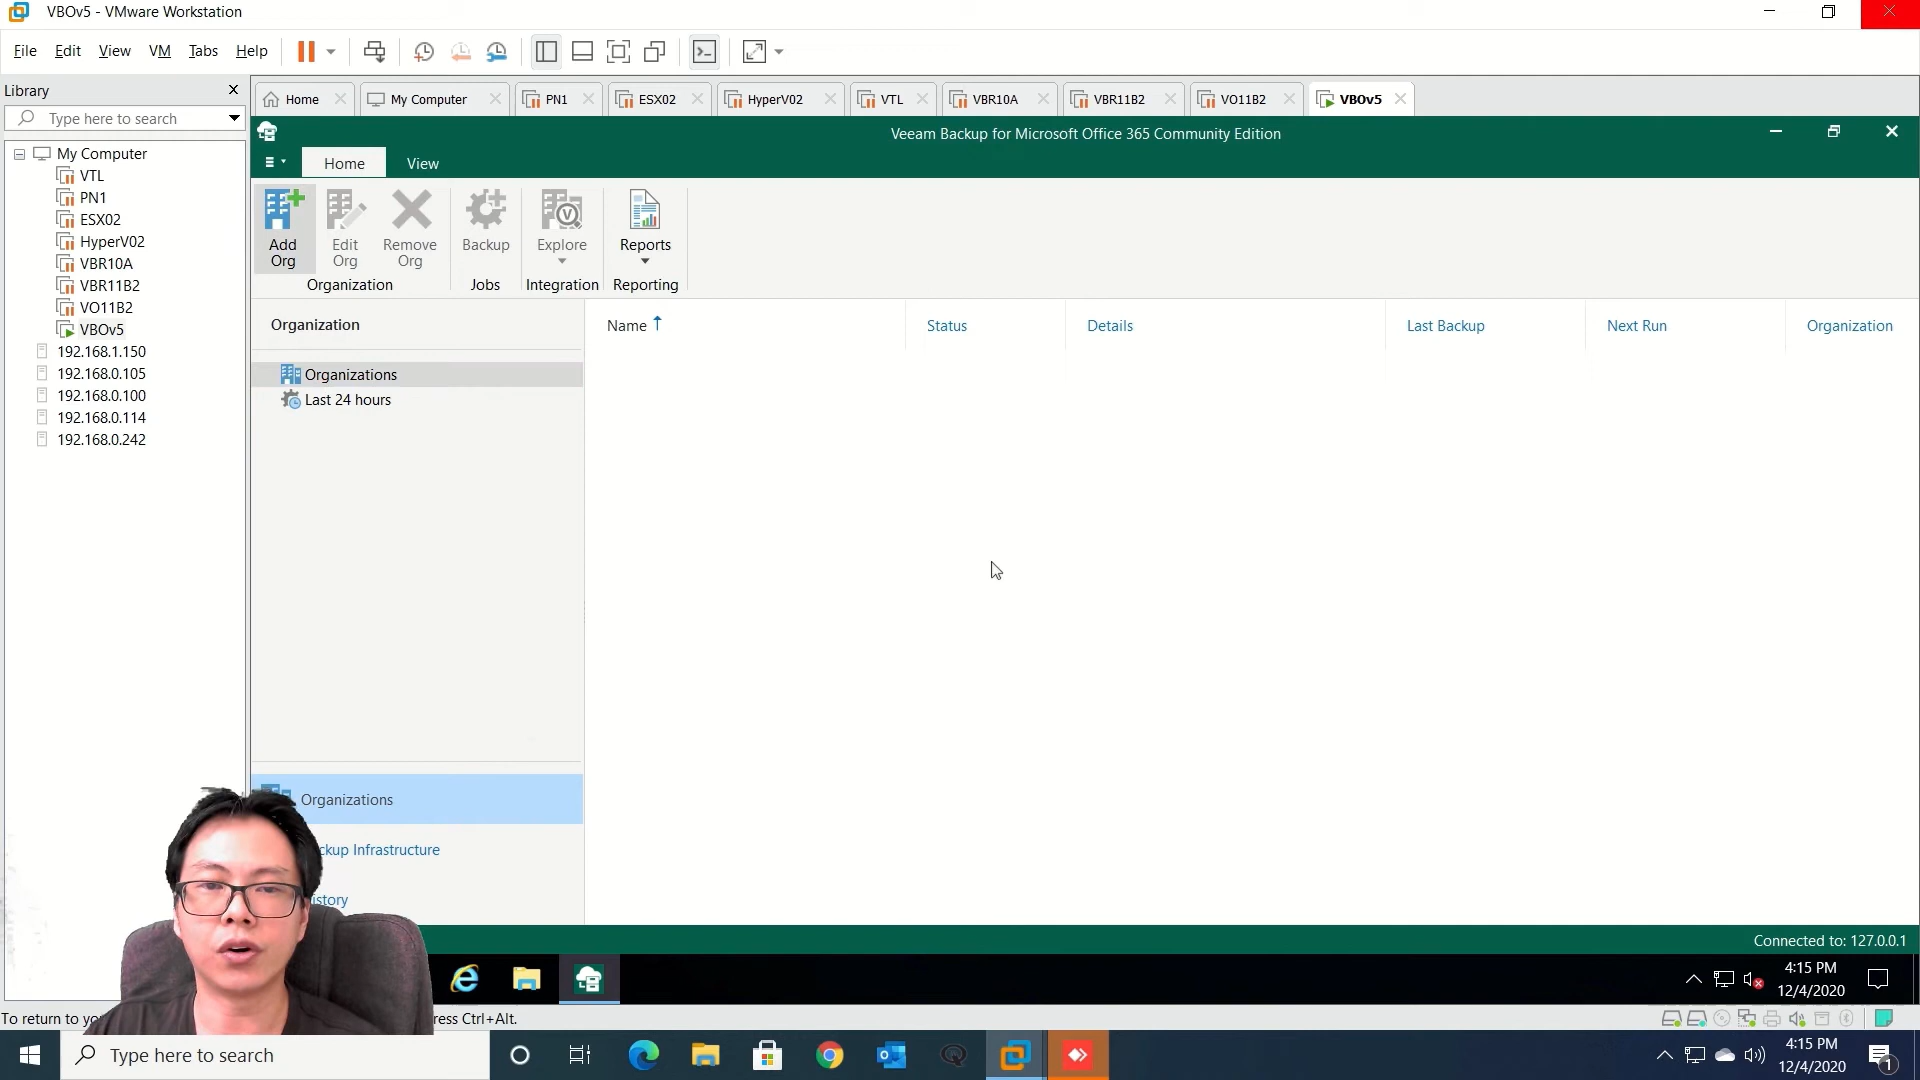 VBOv5 - VMware Workstation
File Edit View VM Tabs Help
Library
Type here to search
My Computer
VTL
PN1
ESX02
HyperV02
VBR10A
VBR11B2
VO11B2
VBOv5
192.168.1.150
192.168.0.105
192.168.0.100
192.168.0.114
192.168.0.242
Home My Computer PN1 ESX02 HyperV02 VTL VBR10A VBR11B2 VO11B2 VBOv5
Veeam Backup for Microsoft Office 365 Community Edition
Home View
Add Org
Edit Org
Remove Org
Organization
Backup
Jobs
Explore
Integration
Reports
Reporting
Organization
Organizations
Last 24 hours
Name Status Details Last Backup Next Run Organization
Organizations
ckup Infrastructure
istory
Connected to: 127.0.0.1
4:15 PM
12/4/2020
To return to yo
ress Ctrl+Alt.
Type here to search
4:15 PM
12/4/2020
1